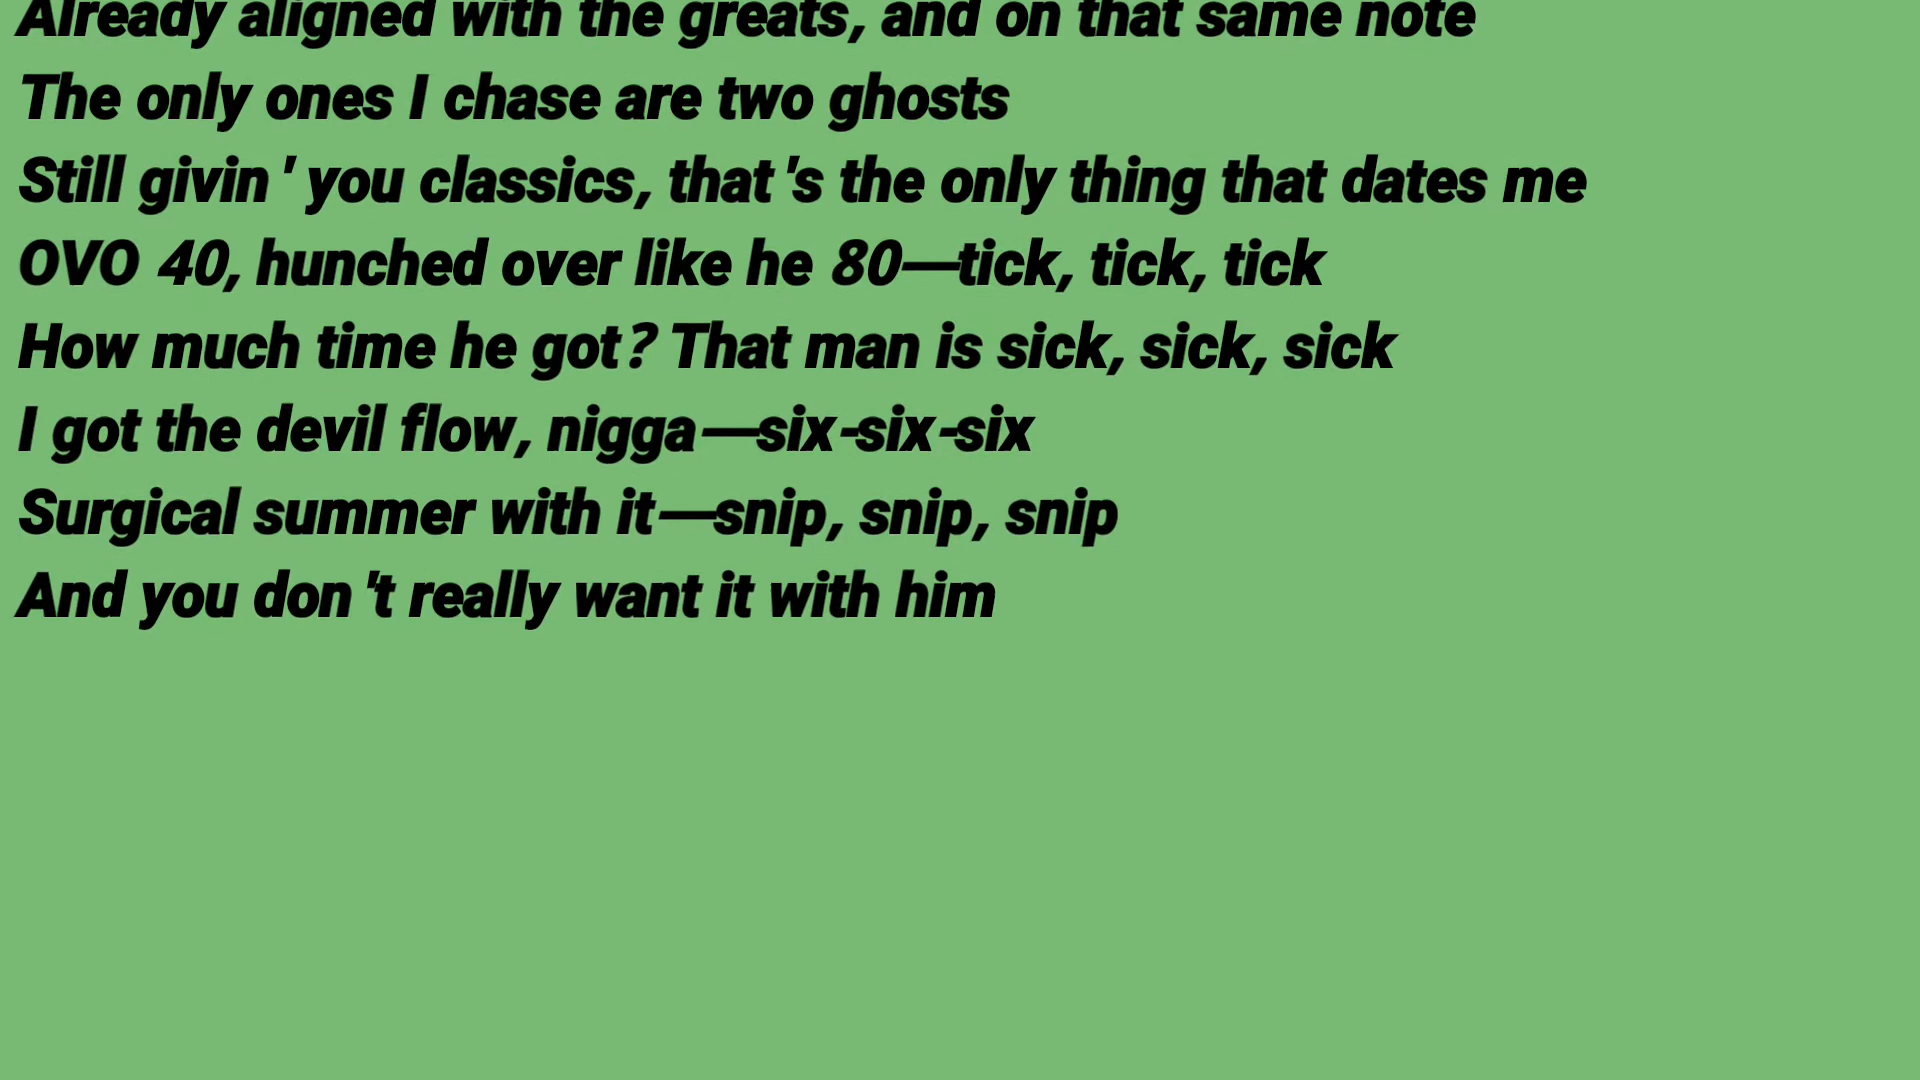 Already aligned with the greats, and on that same note
The only ones I chase are two ghosts
Still givin' you classics, that's the only thing that dates me
OVO 40, hunched over like he 80—tick, tick, tick
How much time he got? That man is sick, sick, sick
I got the devil flow, nigga—six-six-six
Surgical summer with it—snip, snip, snip
And you don't really want it with him